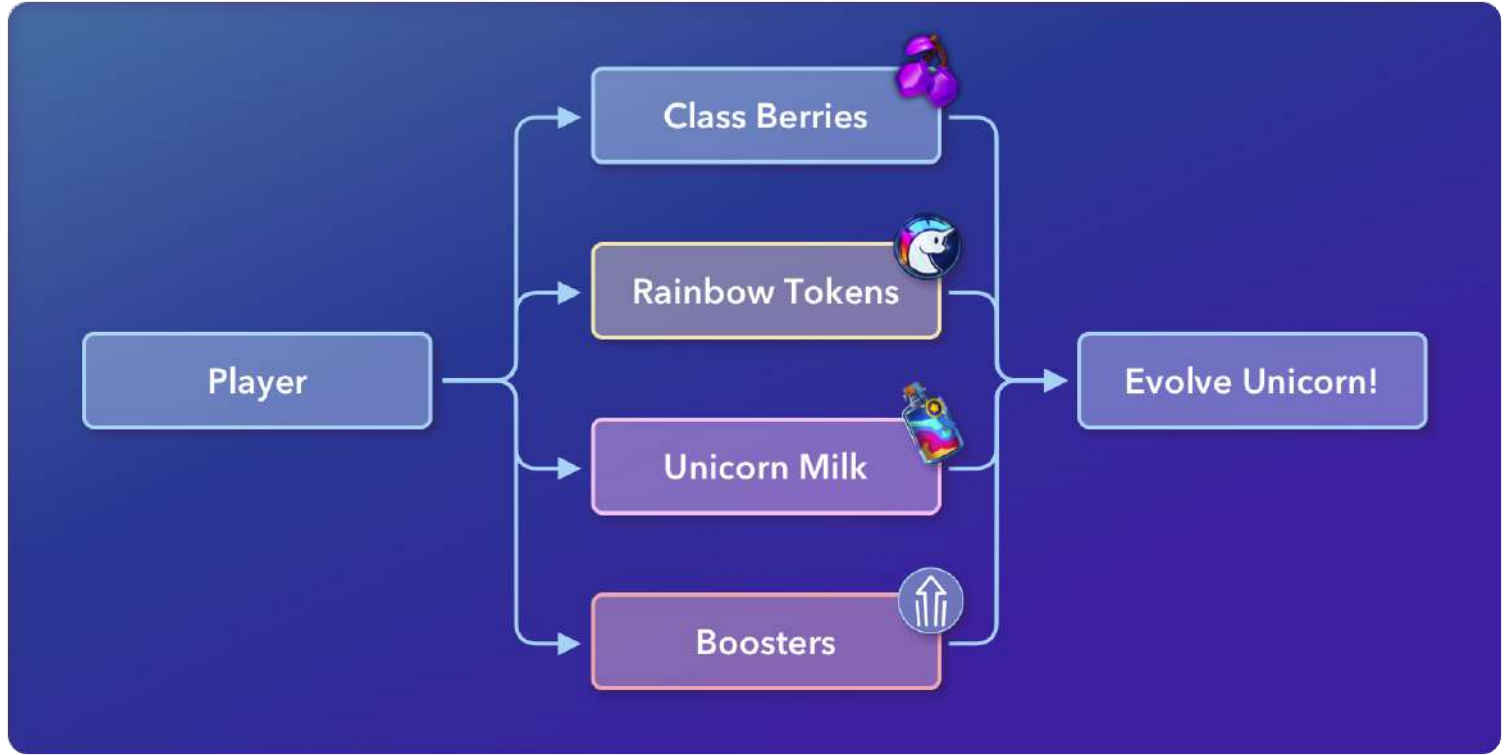 Class Berries
Rainbow Tokens
Player
Evolve Unicorn!
Unicorn Milk
Boosters